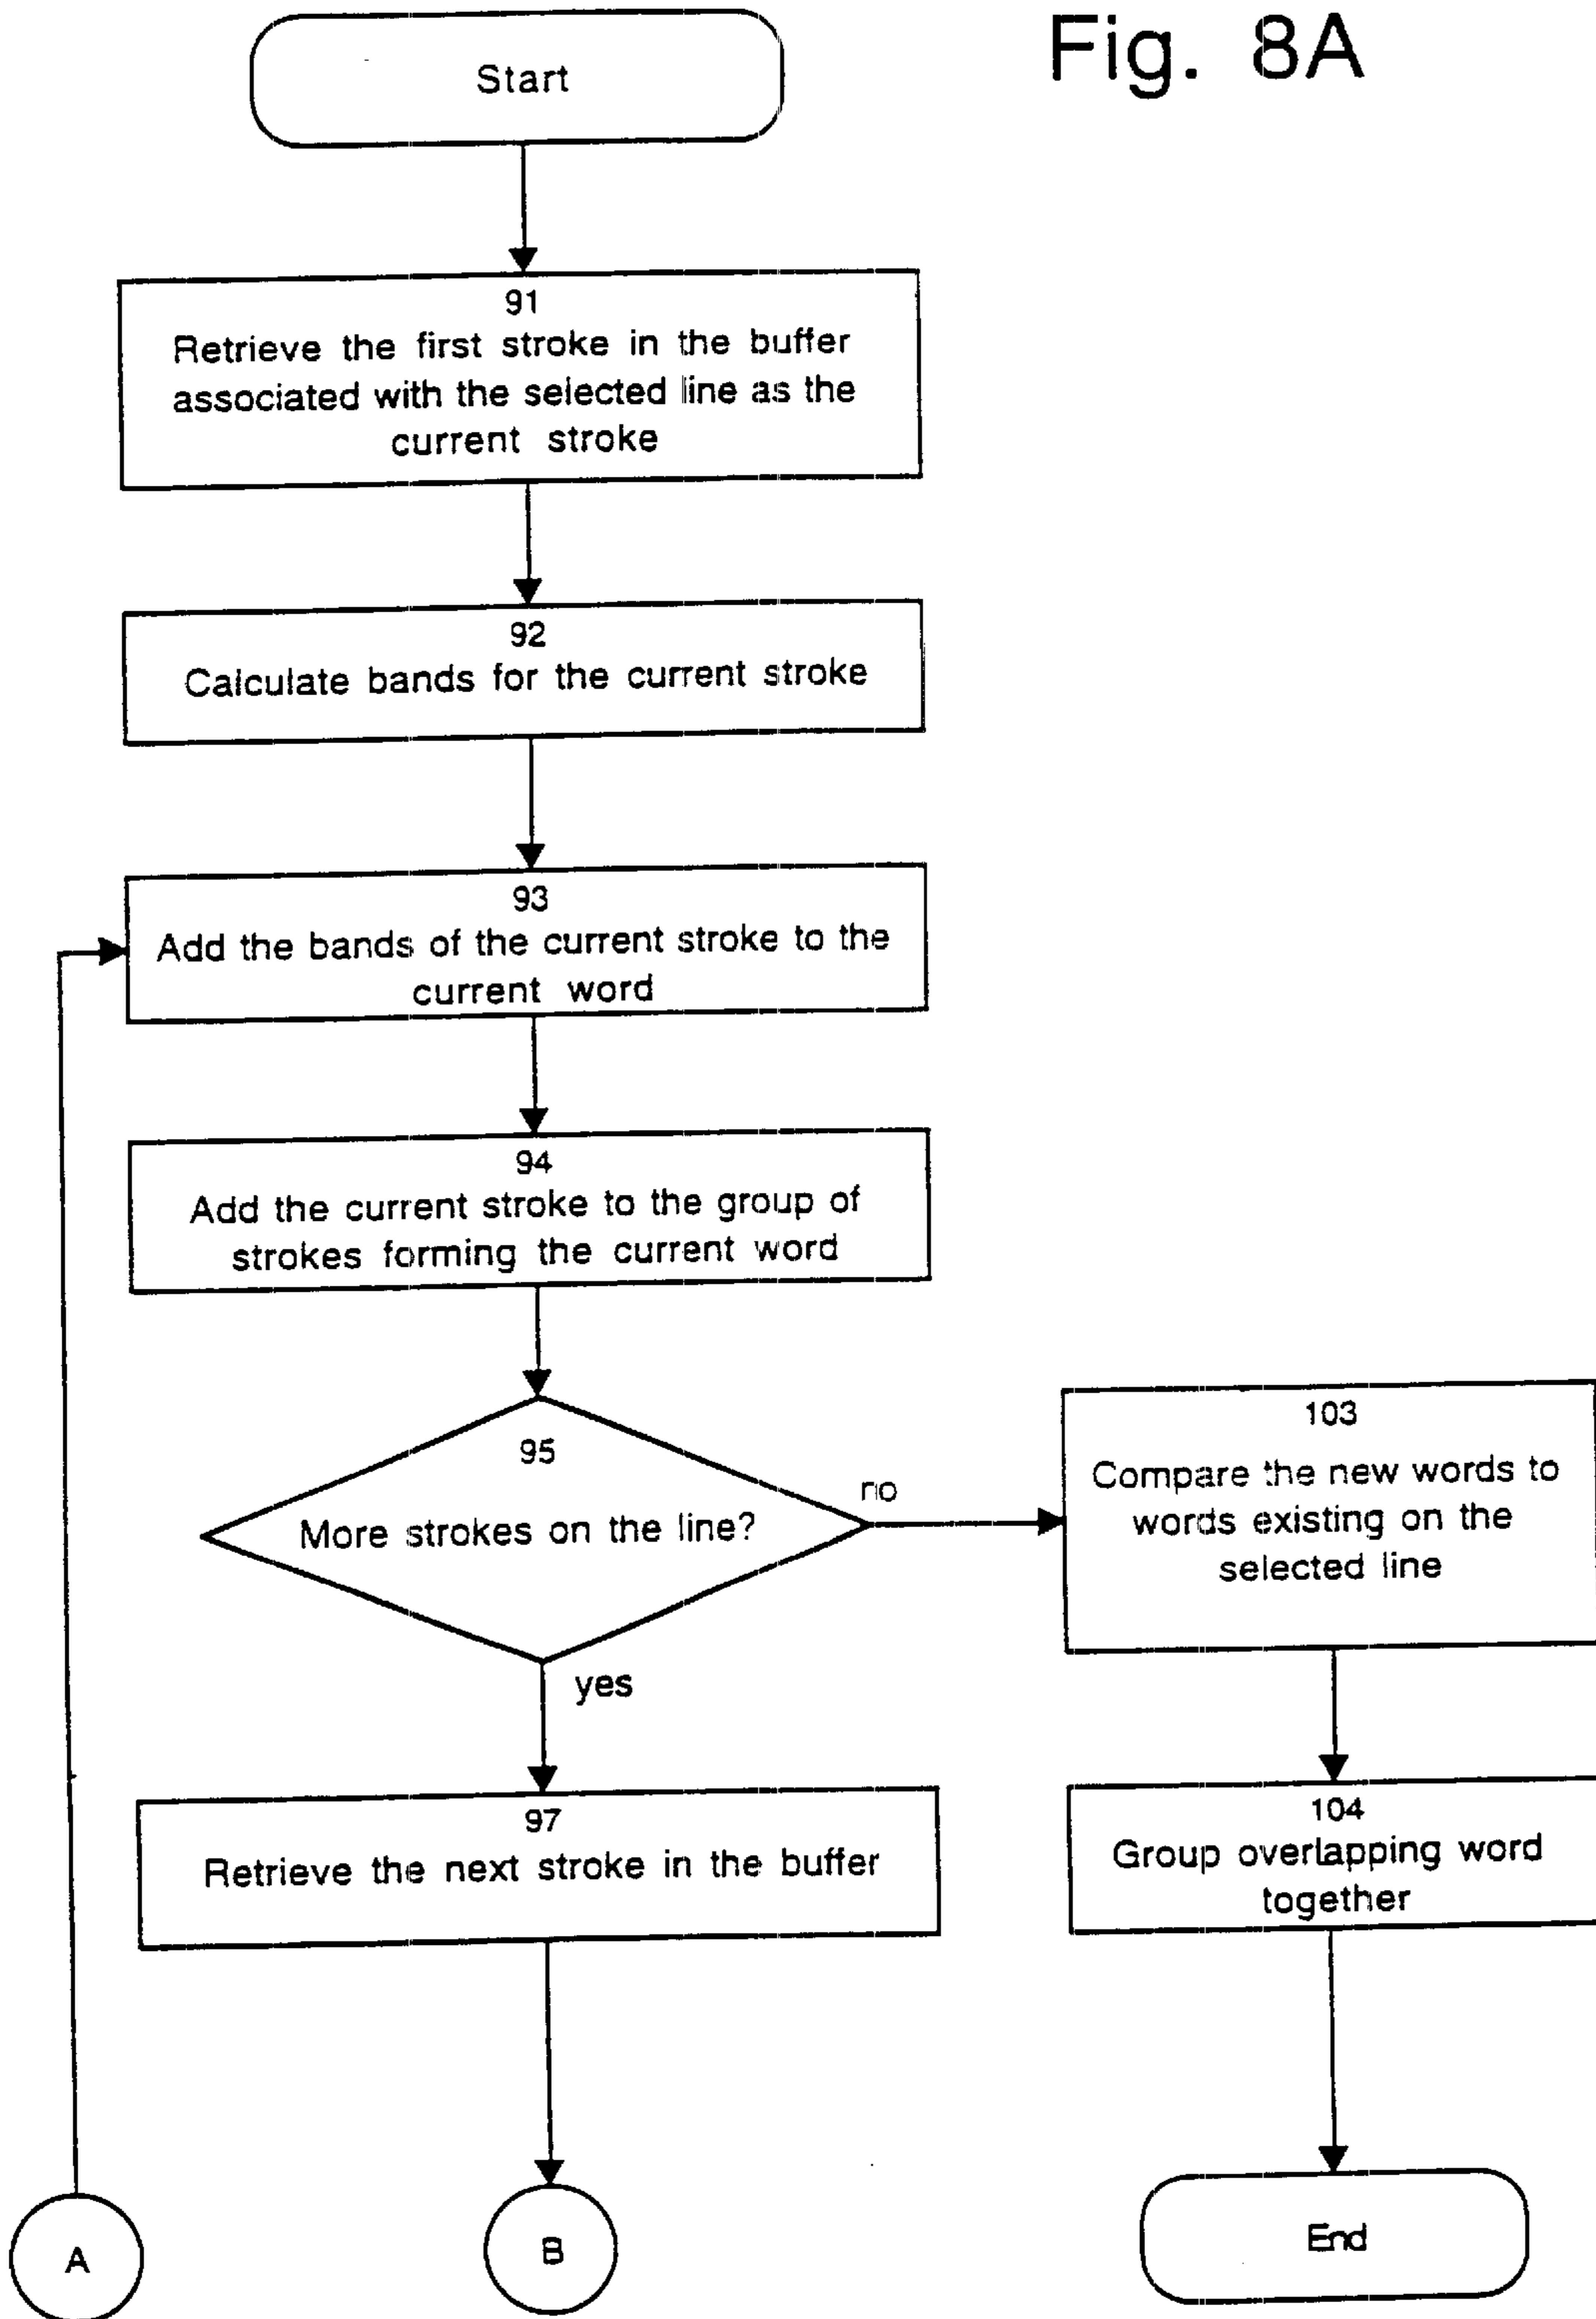 Fig. 8A
Start
91
Retrieve the first stroke in the buffer
associated with the selected line as the
current stroke
92
Calculate bands for the current stroke
93
Add the bands of the current stroke to the
current word
94
Add the current stroke to the group of
strokes forming the current word
95
More strokes on the line?
no
yes
103
Compare the new words to
words existing on the
selected line
97
Retrieve the next stroke in the buffer
104
Group overlapping word
together
A
B
End